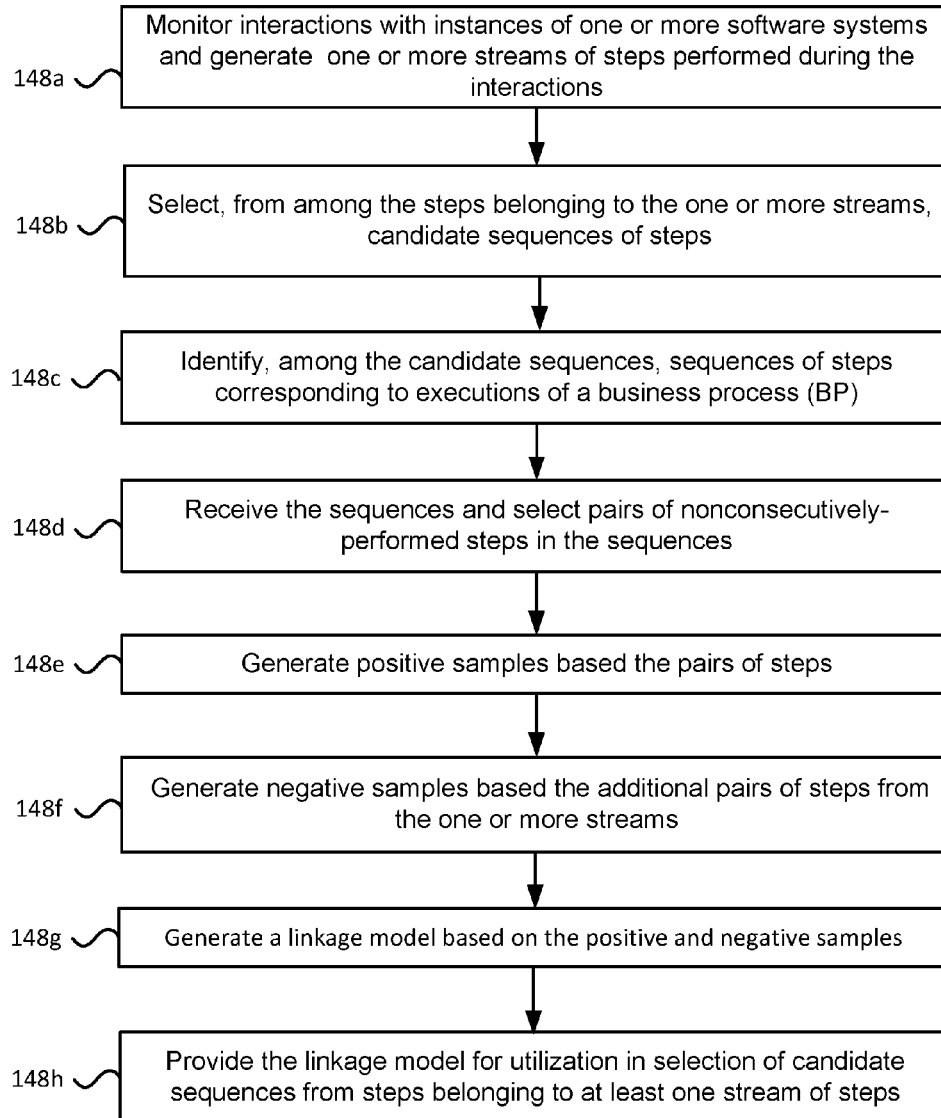 148a
Monitor interactions with instances of one or more software systems
and generate one or more streams of steps performed during the
interactions
148b
Select, from among the steps belonging to the one or more streams,
candidate sequences of steps
148c
Identify, among the candidate sequences, sequences of steps
corresponding to executions of a business process (BP)
148d
Receive the sequences and select pairs of nonconsecutively-
performed steps in the sequences
148e
Generate positive samples based the pairs of steps
148f
Generate negative samples based the additional pairs of steps from
the one or more streams
148g
Generate a linkage model based on the positive and negative samples
148h
Provide the linkage model for utilization in selection of candidate
sequences from steps belonging to at least one stream of steps